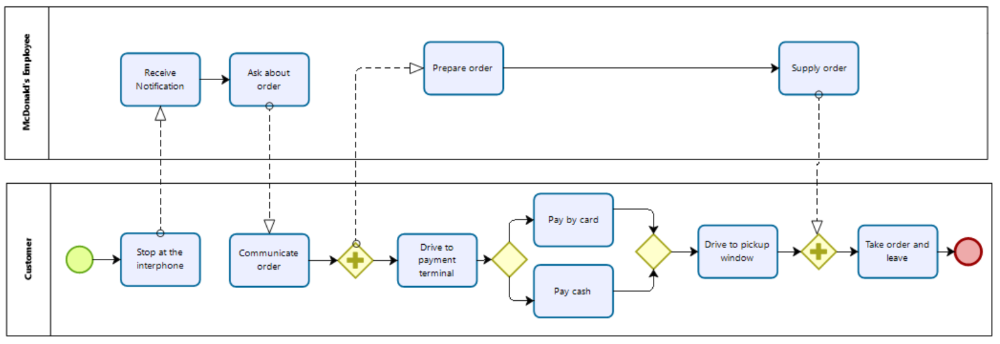 McDonald's Employee
Receive
Notification
Ask about
order
Prepare order
Supply order
Customer
Stop at the
interphone
Communicate
order
Drive to
payment
terminal
Pay by card
Pay cash
Drive to pickup
window
Take order and
leave